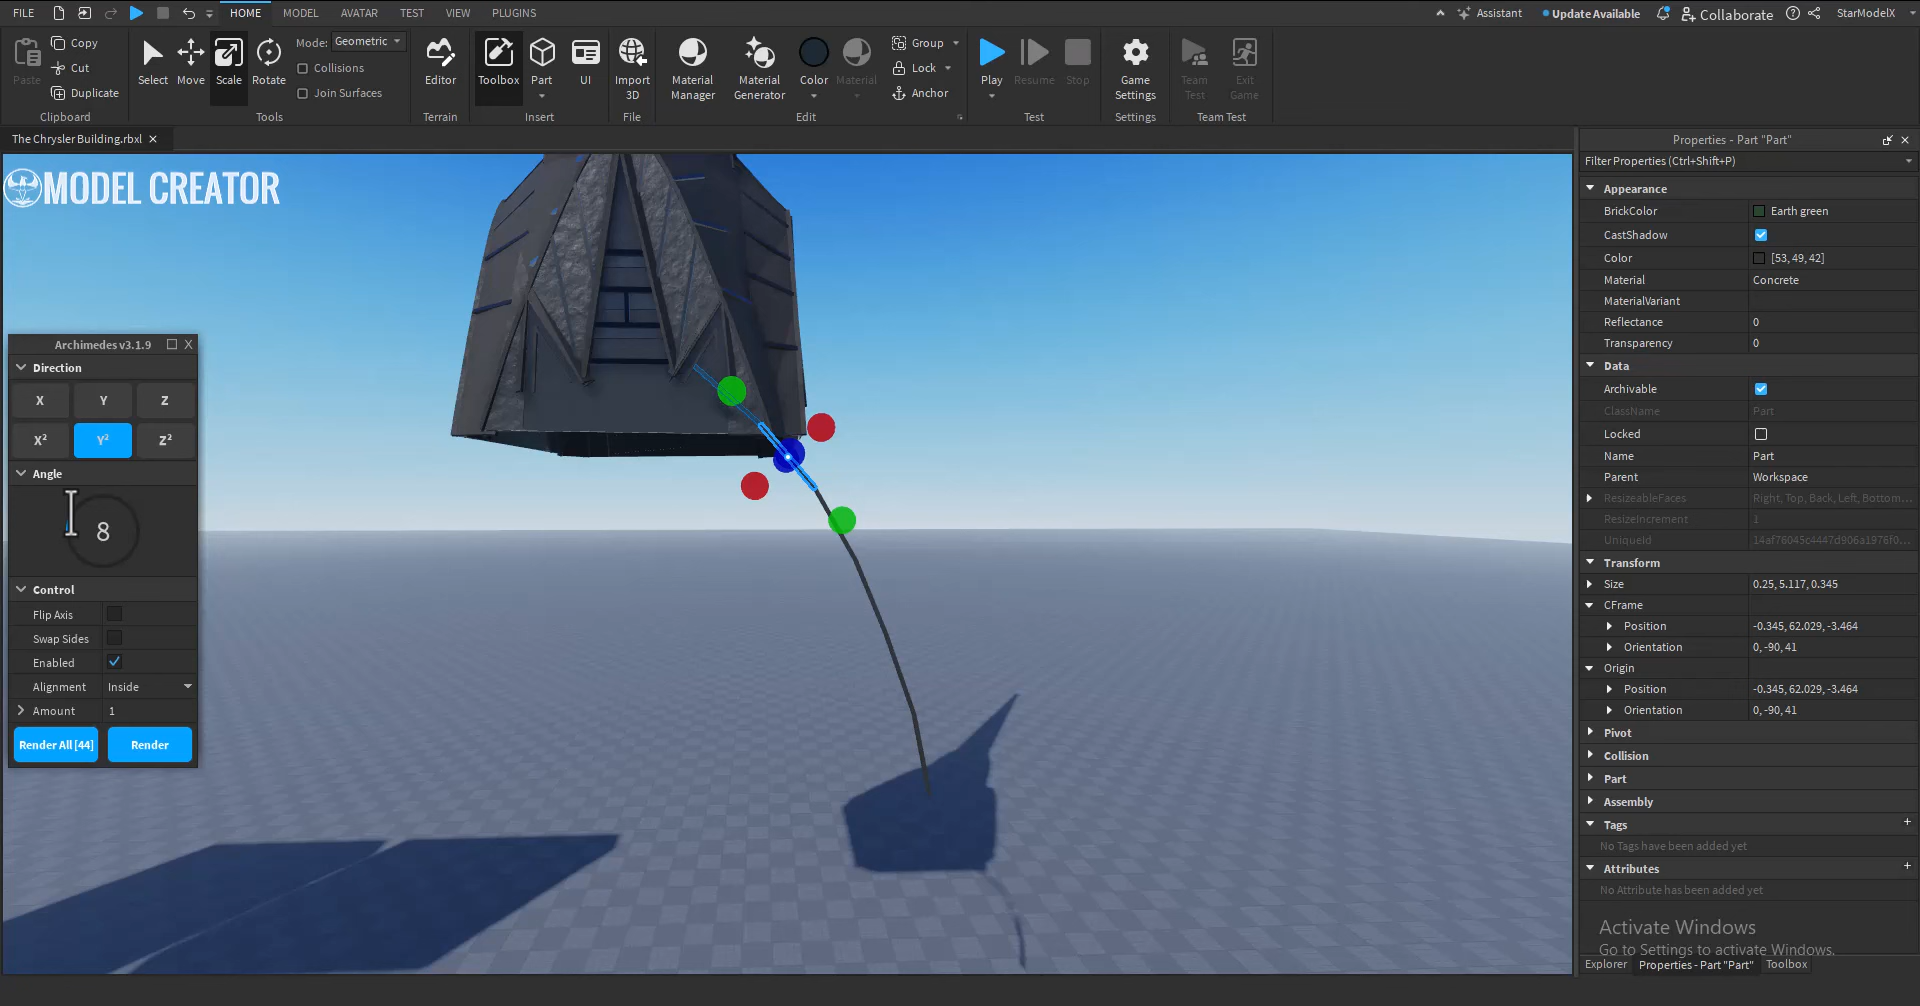 FILE HOME MODEL AVATAR TEST VIEW PLUGINS Assistant Update Available Collaborate StarModelX
Paste Copy Cut Duplicate Clipboard
Select Move Scale Rotate Mode: Geometric Collisions Join Surfaces Tools
Editor Terrain
Toolbox Part UI Insert
Import 3D File
Material Manager Material Generator Color Material Group Lock Anchor Edit
Play Resume Stop Test
Game Settings Settings
Team Test Exit Game Team Test
The Chrysler Building.rbxl
MODEL CREATOR
Archimedes v3.1.9 X
Direction
X Y Z
X² Y² Z²
Angle
8
Control
Flip Axis
Swap Sides
Enabled
Alignment Inside
Amount 1
Render All [44] Render
Properties - Part "Part"
Filter Properties (Ctrl+Shift+P)
Appearance
BrickColor Earth green
CastShadow
Color [53, 49, 42]
Material Concrete
MaterialVariant
Reflectance 0
Transparency 0
Data
Archivable
ClassName Part
Locked
Name Part
Parent Workspace
ResizeableFaces Right, Top, Back, Left, Bottom...
ResizeIncrement 1
UniqueId 14af76045c4447d906a1976f0...
Transform
Size 0.25, 5.117, 0.345
CFrame
Position -0.345, 62.029, -3.464
Orientation 0, -90, 41
Origin
Position -0.345, 62.029, -3.464
Orientation 0, -90, 41
Pivot
Collision
Part
Assembly
Tags +
No Tags have been added yet
Attributes +
No Attribute has been added yet
Activate Windows
Go to Settings to activate Windows.
Explorer Properties - Part "Part" Toolbox